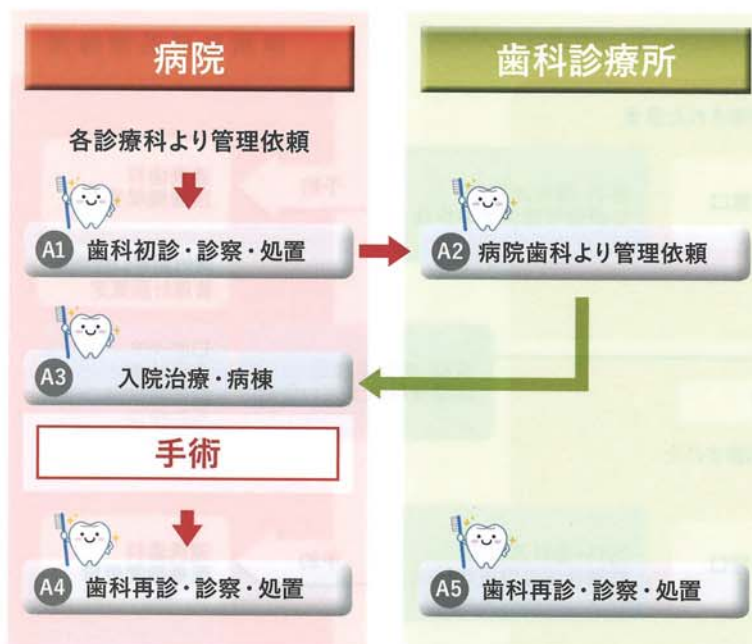 病院
歯科診療所
各診療科より管理依頼
A1 歯科初診・診察・処置
A2 病院歯科より管理依頼
A3 入院治療・病棟
手術
A4 歯科再診・診察・処置
A5 歯科再診・診察・処置